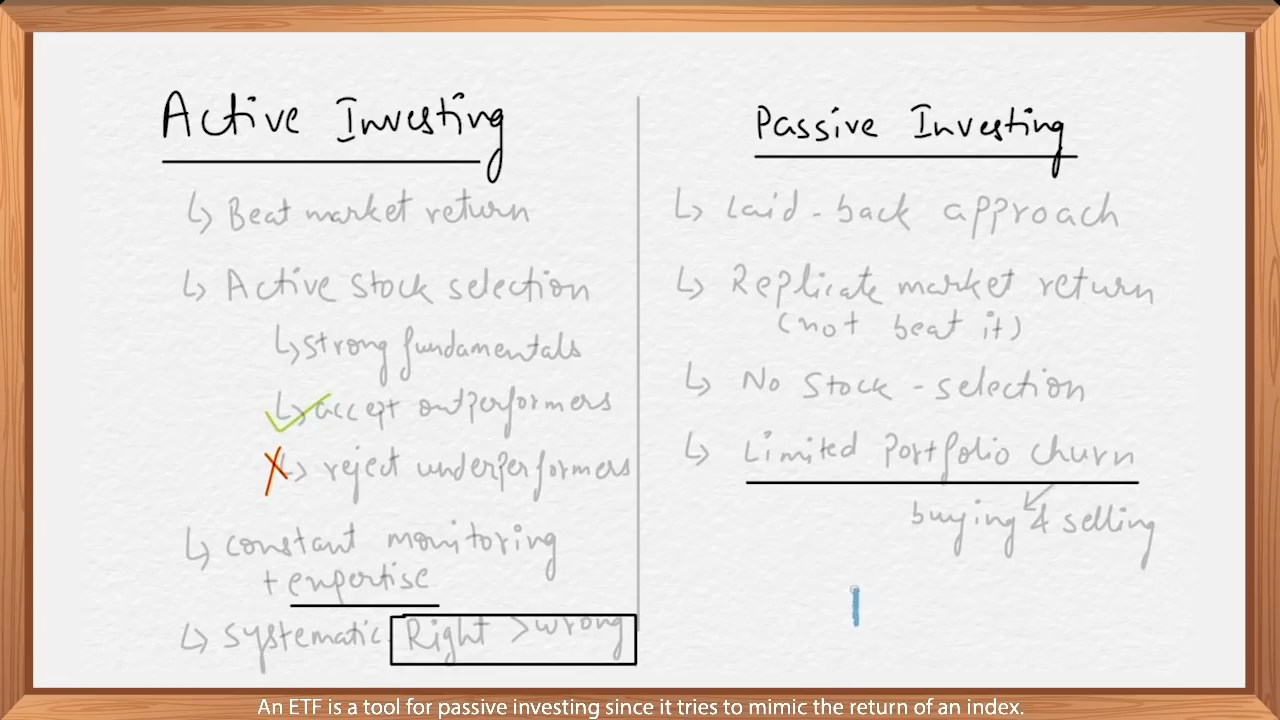 Active Investing
↳ Beat market return
↳ Active stock selection
↳ strong fundamentals
↳ accept outperformers
↳ reject underperformers
↳ constant monitoring
+ expertise
↳ systematic. Right > wrong
Passive Investing
↳ Laid-back approach
↳ Replicate market return
(not beat it)
↳ No Stock-selection
↳ Limited Portfolio churn
buying & selling
An ETF is a tool for passive investing since it tries to mimic the return of an index.